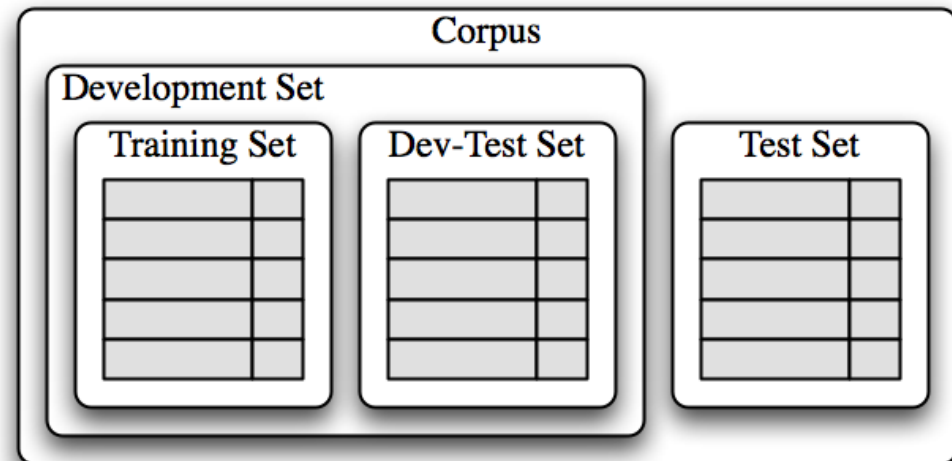 Corpus
Development Set
Training Set
Dev-Test Set
Test Set